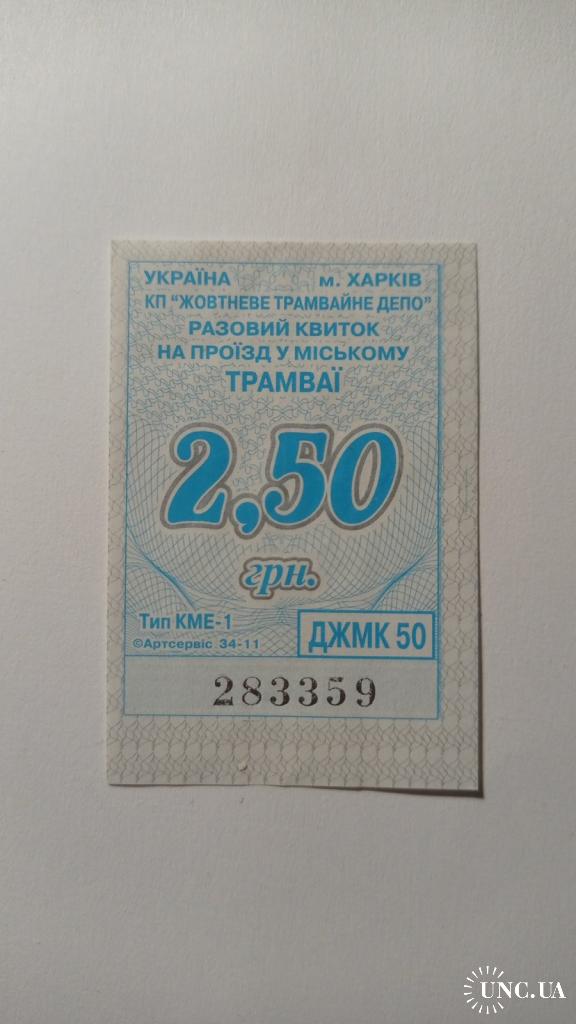 УКРАЇНА м. ХАРКІВ
КП "ЖОВТНЕВЕ ТРАМВАЙНЕ ДЕПО"
РАЗОВИЙ КВИТОК
НА ПРОЇЗД У МІСЬКОМУ
ТРАМВАЇ
2,50
грн.
Тип КМЕ-1
©Артсервіс 34-11
ДЖМК 50
283359
UNC.UA